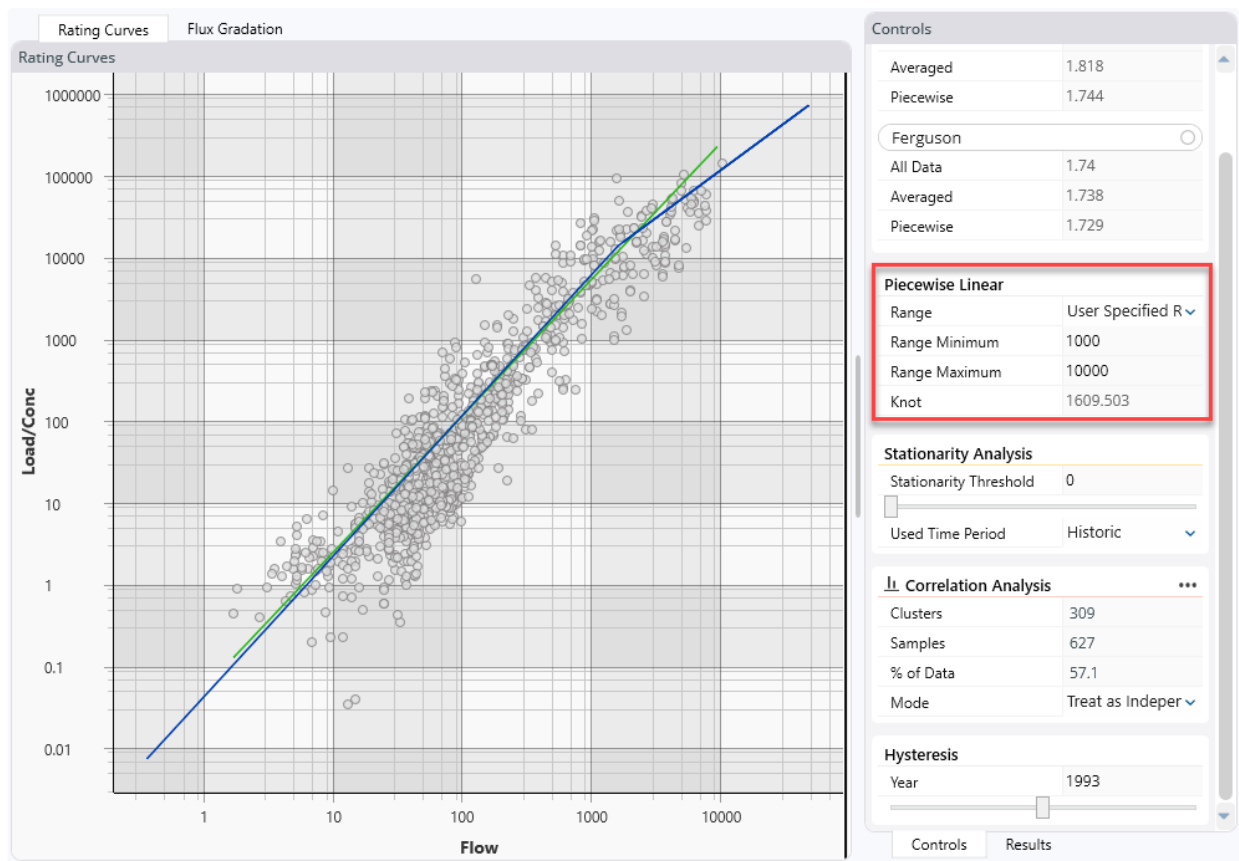 Rating Curves Flux Gradation
Rating Curves
1000000
100000
10000
1000
100
10
1
0.1
0.01
Load/Conc
1 10 100 1000 10000
Flow
Controls
Averaged 1.818
Piecewise 1.744
Ferguson
All Data 1.74
Averaged 1.738
Piecewise 1.729
Piecewise Linear
Range User Specified R
Range Minimum 1000
Range Maximum 10000
Knot 1609.503
Stationarity Analysis
Stationarity Threshold 0
Used Time Period Historic
Correlation Analysis
Clusters 309
Samples 627
% of Data 57.1
Mode Treat as Indeper
Hysteresis
Year 1993
Controls Results